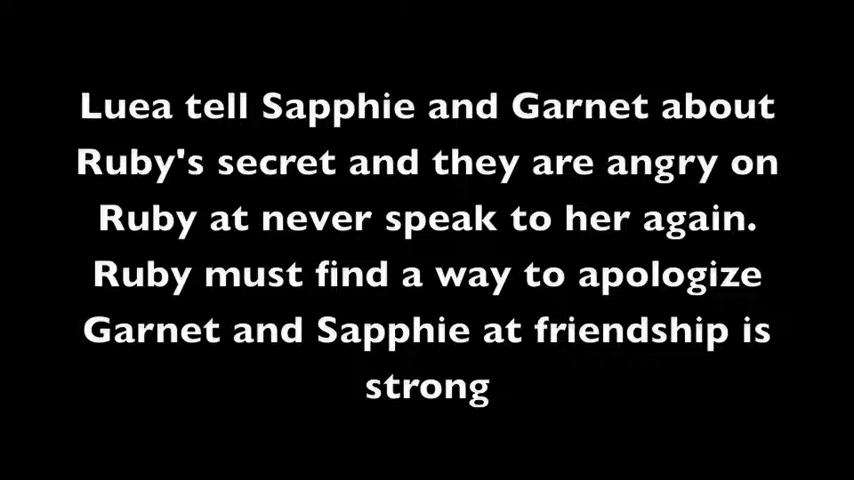 Luea tell Sapphie and Garnet about
Ruby's secret and they are angry on
Ruby at never speak to her again.
Ruby must find a way to apologize
Garnet and Sapphie at friendship is
strong